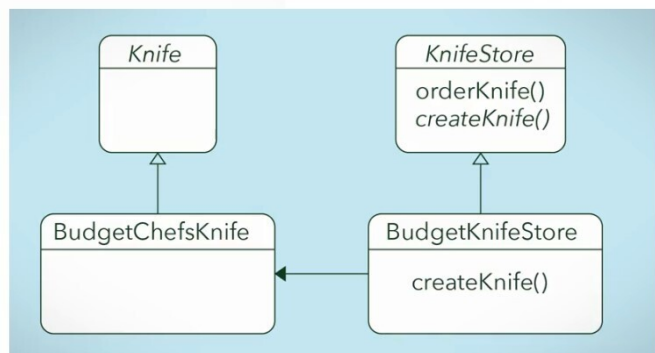 Knife
KnifeStore
orderKnife()
createKnife()
BudgetChefsKnife
BudgetKnifeStore
createKnife()